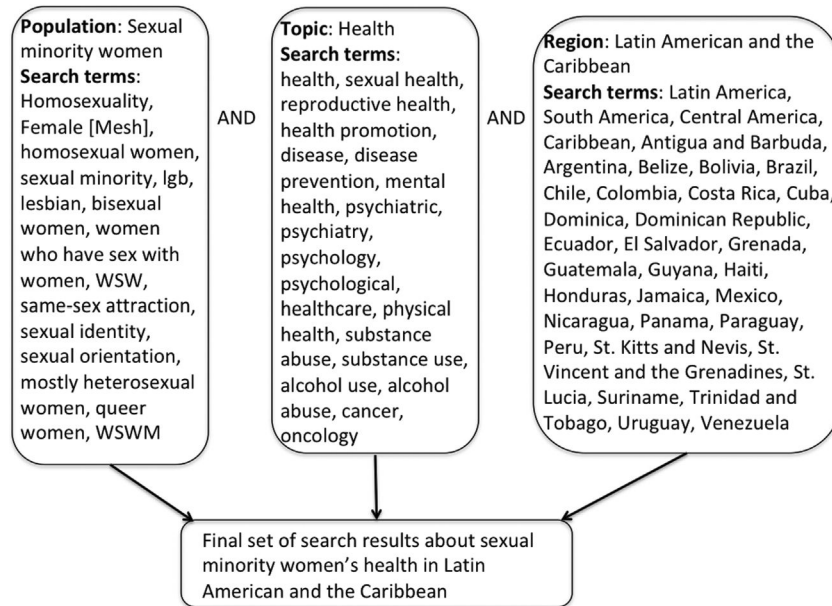 Population: Sexual
minority women
Search terms:
Homosexuality,
Female [Mesh],
homosexual women,
sexual minority, lgb,
lesbian, bisexual
women, women
who have sex with
women, WSW,
same-sex attraction,
sexual identity,
sexual orientation,
mostly heterosexual
women, queer
women, WSWM
AND
Topic: Health
Search terms:
health, sexual health,
reproductive health,
health promotion,
disease, disease
prevention, mental
health, psychiatric,
psychiatry,
psychology,
psychological,
healthcare, physical
health, substance
abuse, substance use,
alcohol use, alcohol
abuse, cancer,
oncology
AND
Region: Latin American and the
Caribbean
Search terms: Latin America,
South America, Central America,
Caribbean, Antigua and Barbuda,
Argentina, Belize, Bolivia, Brazil,
Chile, Colombia, Costa Rica, Cuba,
Dominica, Dominican Republic,
Ecuador, El Salvador, Grenada,
Guatemala, Guyana, Haiti,
Honduras, Jamaica, Mexico,
Nicaragua, Panama, Paraguay,
Peru, St. Kitts and Nevis, St.
Vincent and the Grenadines, St.
Lucia, Suriname, Trinidad and
Tobago, Uruguay, Venezuela
Final set of search results about sexual
minority women's health in Latin
American and the Caribbean